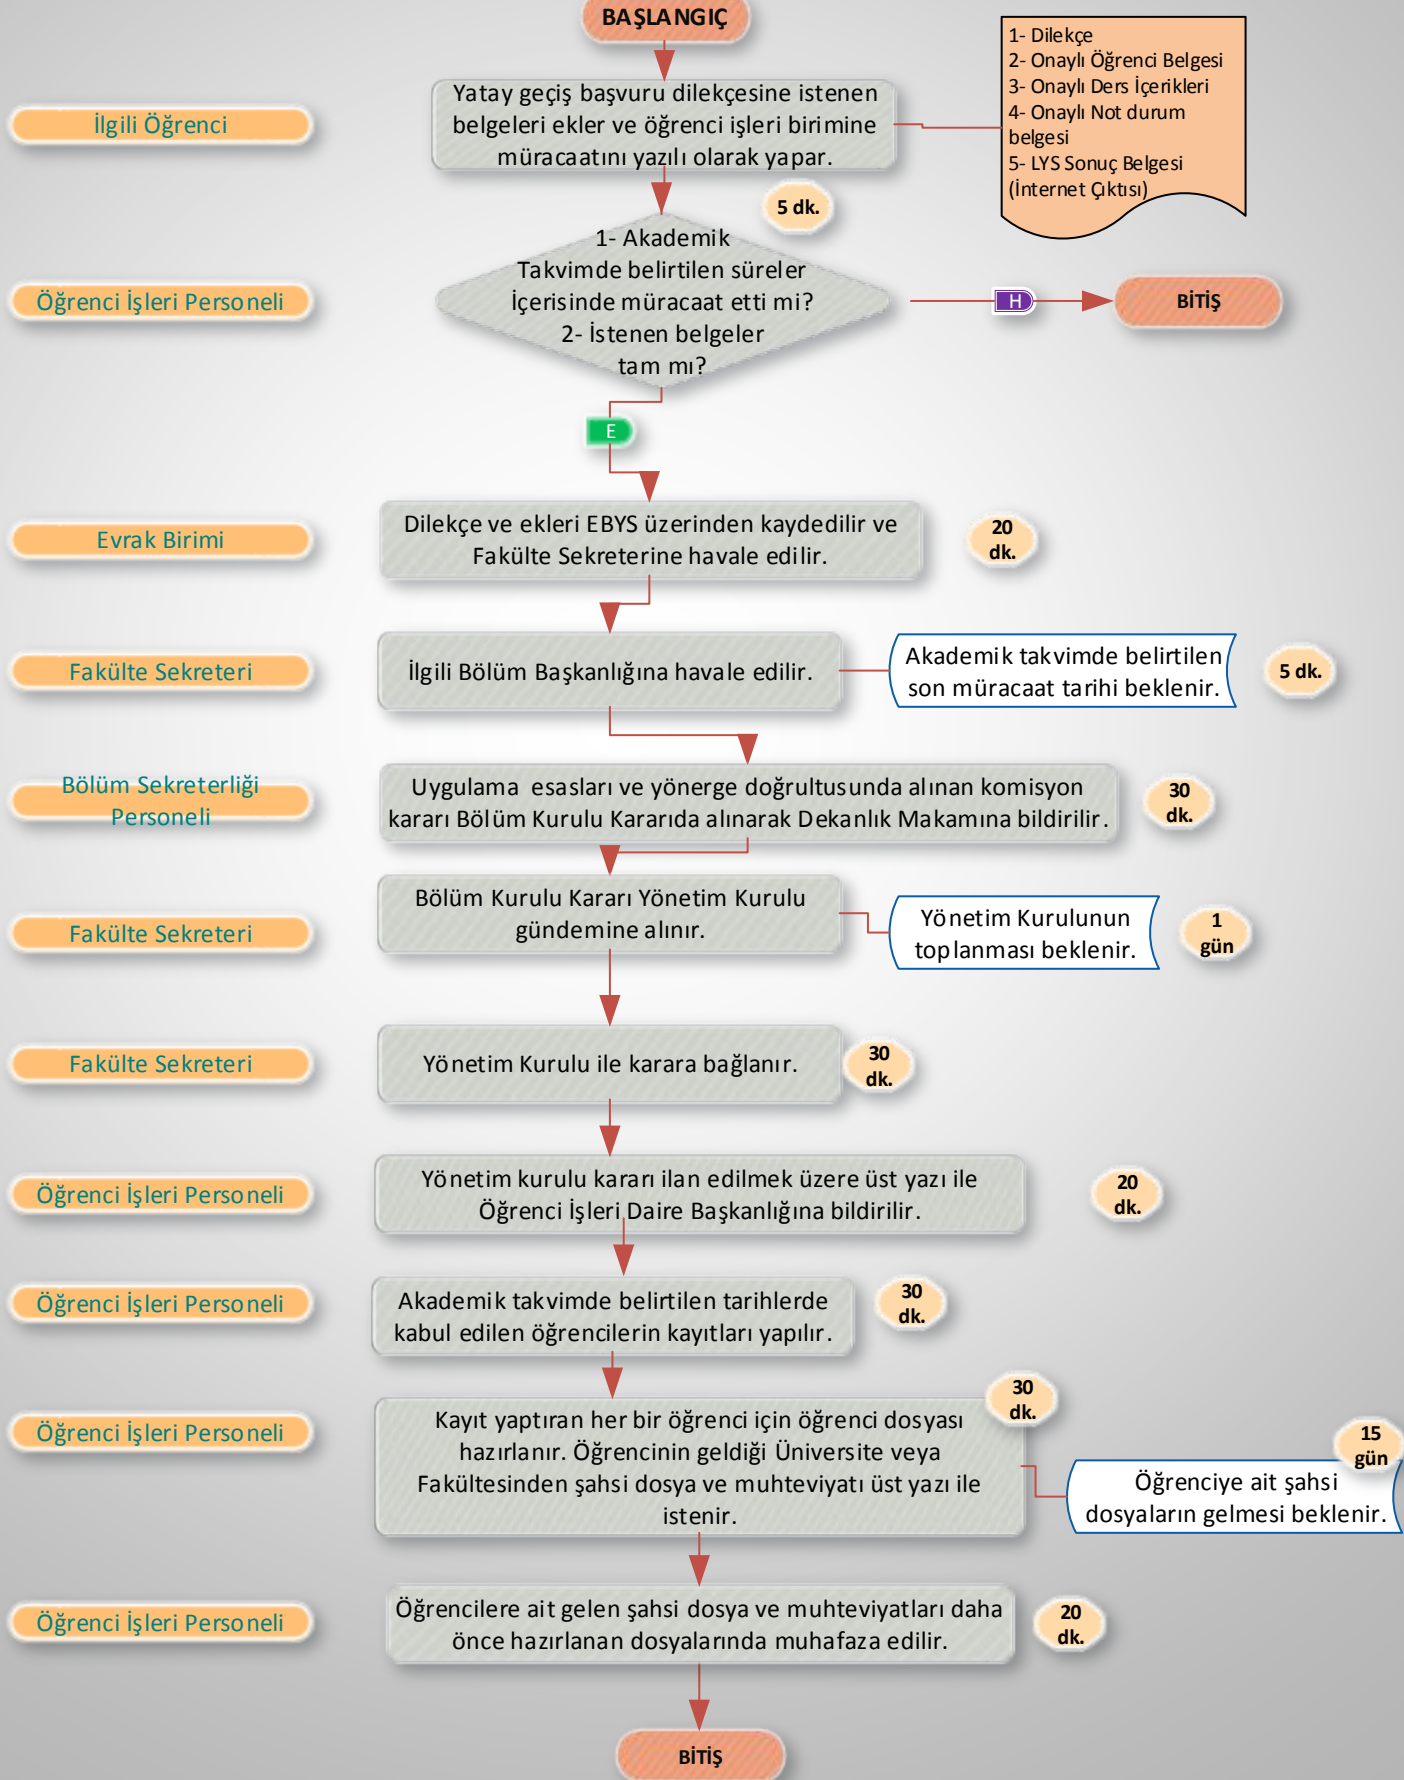 BAŞLANGIÇ
1- Dilekçe
2- Onaylı Öğrenci Belgesi
3- Onaylı Ders İçerikleri
4- Onaylı Not durum
belgesi
5- LYS Sonuç Belgesi
(İnternet Çıktısı)
İlgili Öğrenci
Yatay geçiş başvuru dilekçesine istenen
belgeleri ekler ve öğrenci işleri birimine
müracaatını yazılı olarak yapar.
5 dk.
Öğrenci İşleri Personeli
1- Akademik
Takvimde belirtilen süreler
İçerisinde müracaat etti mi?
2- İstenen belgeler
tam mı?
H
BİTİŞ
E
Evrak Birimi
Dilekçe ve ekleri EBYS üzerinden kaydedilir ve
Fakülte Sekreterine havale edilir.
20
dk.
Fakülte Sekreteri
İlgili Bölüm Başkanlığına havale edilir.
Akademik takvimde belirtilen
son müracaat tarihi beklenir.
5 dk.
Bölüm Sekreterliği
Personeli
Uygulama esasları ve yönerge doğrultusunda alınan komisyon
kararı Bölüm Kurulu Kararıda alınarak Dekanlık Makamına bildirilir.
30
dk.
Fakülte Sekreteri
Bölüm Kurulu Kararı Yönetim Kurulu
gündemine alınır.
Yönetim Kurulunun
toplanması beklenir.
1
gün
Fakülte Sekreteri
Yönetim Kurulu ile karara bağlanır.
30
dk.
Öğrenci İşleri Personeli
Yönetim kurulu kararı ilan edilmek üzere üst yazı ile
Öğrenci İşleri Daire Başkanlığına bildirilir.
20
dk.
Öğrenci İşleri Personeli
Akademik takvimde belirtilen tarihlerde
kabul edilen öğrencilerin kayıtları yapılır.
30
dk.
Öğrenci İşleri Personeli
Kayıt yaptıran her bir öğrenci için öğrenci dosyası
hazırlanır. Öğrencinin geldiği Üniversite veya
Fakültesinden şahsi dosya ve muhteviyatı üst yazı ile
istenir.
30
dk.
15
gün
Öğrenciye ait şahsi
dosyaların gelmesi beklenir.
Öğrenci İşleri Personeli
Öğrencilere ait gelen şahsi dosya ve muhteviyatları daha
önce hazırlanan dosyalarında muhafaza edilir.
20
dk.
BİTİŞ